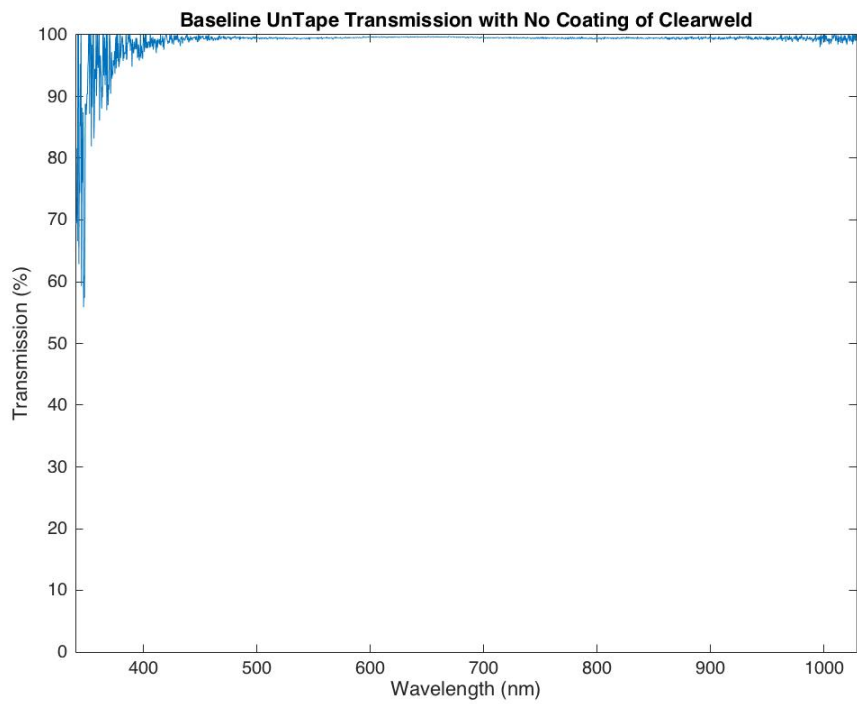 Baseline UnTape Transmission with No Coating of Clearweld
100
90
80
70
60
50
40
30
20
10
0
Transmission (%)
400 500 600 700 800 900 1000
Wavelength (nm)